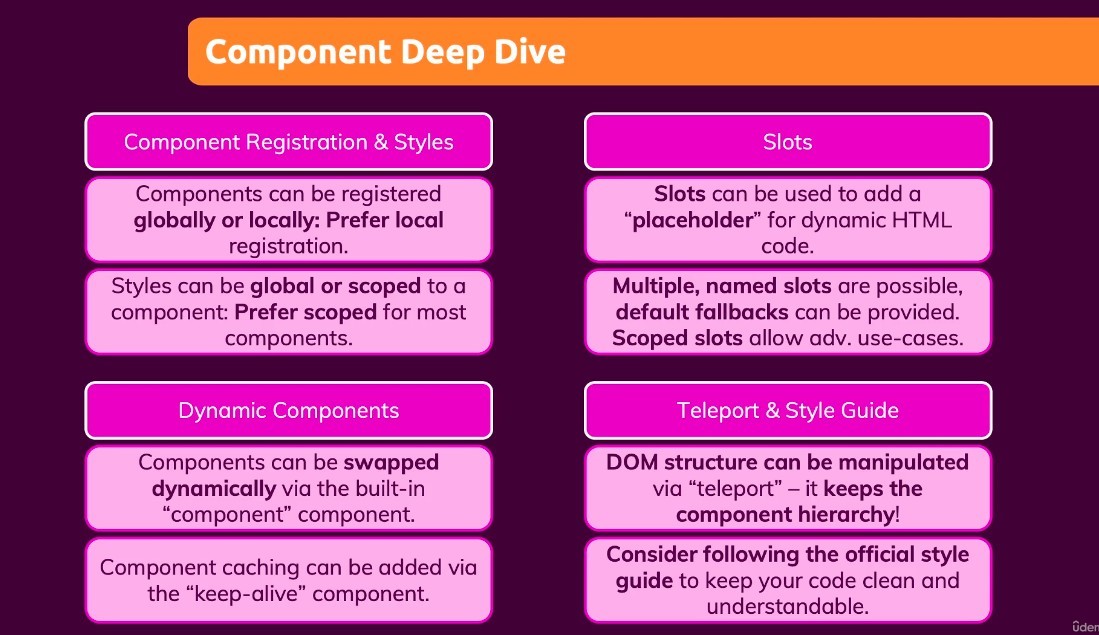 Component Deep Dive
Component Registration & Styles
Components can be registered
globally or locally: Prefer local
registration.
Styles can be global or scoped to a
component: Prefer scoped for most
components.
Slots
Slots can be used to add a
“placeholder” for dynamic HTML
code.
Multiple, named slots are possible,
default fallbacks can be provided.
Scoped slots allow adv. use-cases.
Dynamic Components
Components can be swapped
dynamically via the built-in
“component” component.
Component caching can be added via
the “keep-alive” component.
Teleport & Style Guide
DOM structure can be manipulated
via “teleport” – it keeps the
component hierarchy!
Consider following the official style
guide to keep your code clean and
understandable.